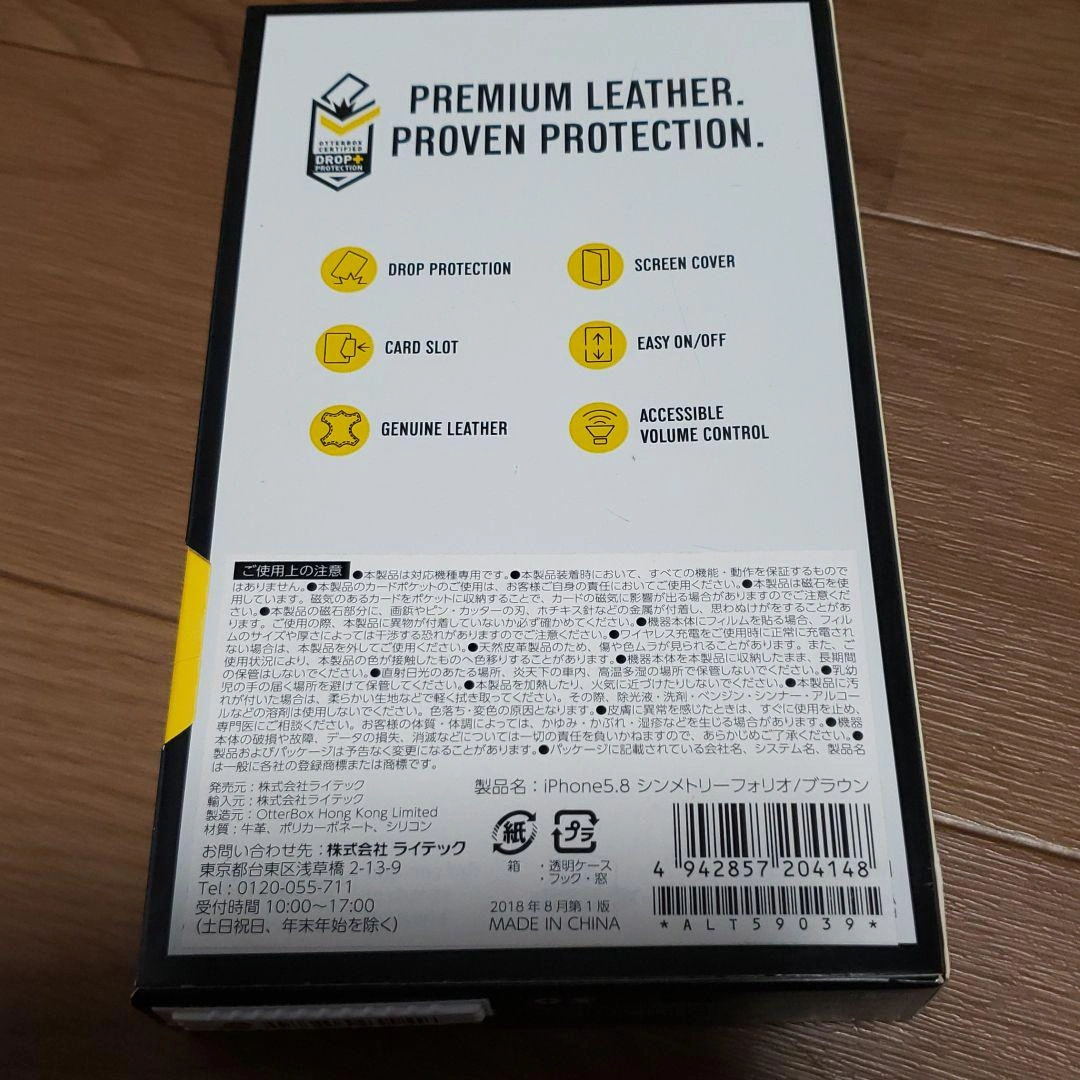 PREMIUM LEATHER.
PROVEN PROTECTION.
OTTERBOX
CERTIFIED
DROP+
PROTECTION
DROP PROTECTION
SCREEN COVER
CARD SLOT
EASY ON/OFF
GENUINE LEATHER
ACCESSIBLE
VOLUME CONTROL
ご使用上の注意 ●本製品は対応機種専用です。●本製品装着時において、すべての機能・動作を保証するもので
はありません。●本製品のカードポケットのご使用は、お客様ご自身の責任においてご使用ください。●本製品は磁石を使
用しています。磁気のあるカードをポケットに収納することで、カードの磁気に影響が出る場合がありますのでご注意くださ
い。●本製品の磁石部分に、画鋲やピン・カッターの刃、ホチキス針などの金属が付着し、思わぬけがをすることがあ
ります。ご使用の際、本製品に異物が付着していないか必ず確かめてください。●機器本体にフィルムを貼る場合、フィル
ムのサイズや厚さによっては干渉する恐れがありますのでご注意ください。●ワイヤレス充電をご使用時に正常に充電され
ない場合は、本製品を外してご使用ください。●天然皮革製品のため、傷や色ムラが見られることがあります。また、ご
使用状況により、本製品の色が接触したものへ色移りすることがあります。●機器本体を本製品に収納したまま、長期間
の保管はしないでください。●直射日光のあたる場所、炎天下の車内、高温多湿の場所で保管しないでください。●乳幼
児の手の届く場所を避けて保管してください。●本製品を加熱したり、火気に近づけたりしないでください。●本製品に汚
れが付いた場合は、柔らかい生地などで軽く拭き取ってください。その際、除光液・洗剤・ベンジン・シンナー・アルコー
ルなどの溶剤は使用しないでください。色落ち・変色の原因となります。●皮膚に異常を感じたときは、すぐに使用を止め、
専門医にご相談ください。お客様の体質・体調によっては、かゆみ・かぶれ・湿疹などを生じる場合があります。●機器
本体の破損や故障、データの損失、消滅などについては一切の責任を負いかねますので、あらかじめご了承ください。●
製品およびパッケージは予告なく変更になることがあります。●パッケージに記載されている会社名、システム名、製品名
は一般に各社の登録商標または商標です。
発売元：株式会社ライテック
輸入元：株式会社ライテック
製造元：OtterBox Hong Kong Limited
材質：牛革、ポリカーボネート、シリコン
お問い合わせ先：株式会社 ライテック
東京都台東区浅草橋 2-13-9
Tel：0120-055-711
受付時間 10:00～17:00
(土日祝日、年末年始を除く)
製品名：iPhone5.8 シンメトリーフォリオ/ブラウン
紙
箱
プラ
・透明ケース
・フック・窓
2018年8月第1版
MADE IN CHINA
4 942857 204148
*ALT59039*